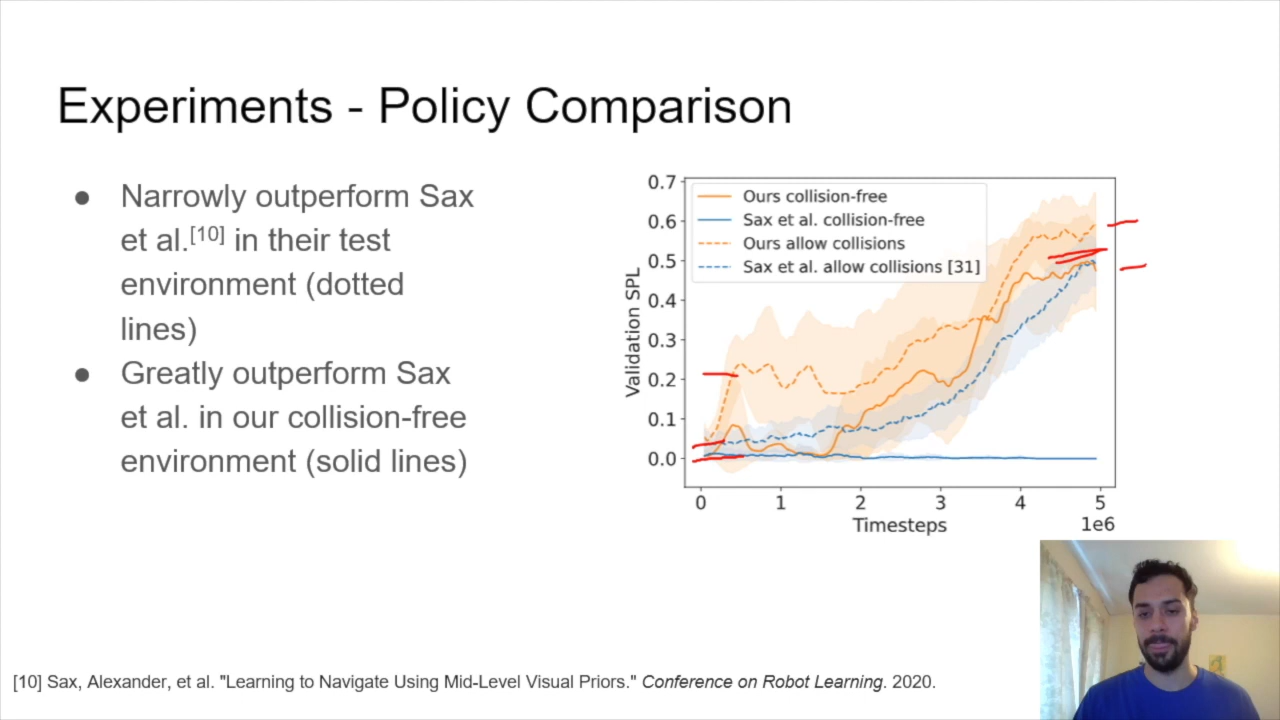 Experiments - Policy Comparison
● Narrowly outperform Sax
et al.[10] in their test
environment (dotted
lines)
● Greatly outperform Sax
et al. in our collision-free
environment (solid lines)
0.7
0.6
0.5
0.4
0.3
0.2
0.1
0.0
Validation SPL
Ours collision-free
Sax et al. collision-free
Ours allow collisions
Sax et al. allow collisions [31]
0 1 2 3 4 5
Timesteps 1e6
[10] Sax, Alexander, et al. "Learning to Navigate Using Mid-Level Visual Priors." Conference on Robot Learning. 2020.